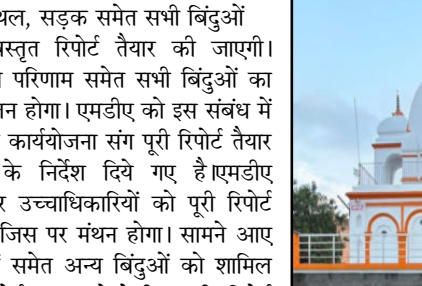 थल, सड़क समेत सभी बिंदुओं
स्तृत रिपोर्ट तैयार की जाएगी।
परिणाम समेत सभी बिंदुओं का
न होगा। एमडीए को इस संबंध में
कार्ययोजना संग पूरी रिपोर्ट तैयार
के निर्देश दिये गए है।एमडीए
र उच्चाधिकारियों को पूरी रिपोर्ट
जिस पर मंथन होगा। सामने आए
समेत अन्य बिंदुओं को शामिल